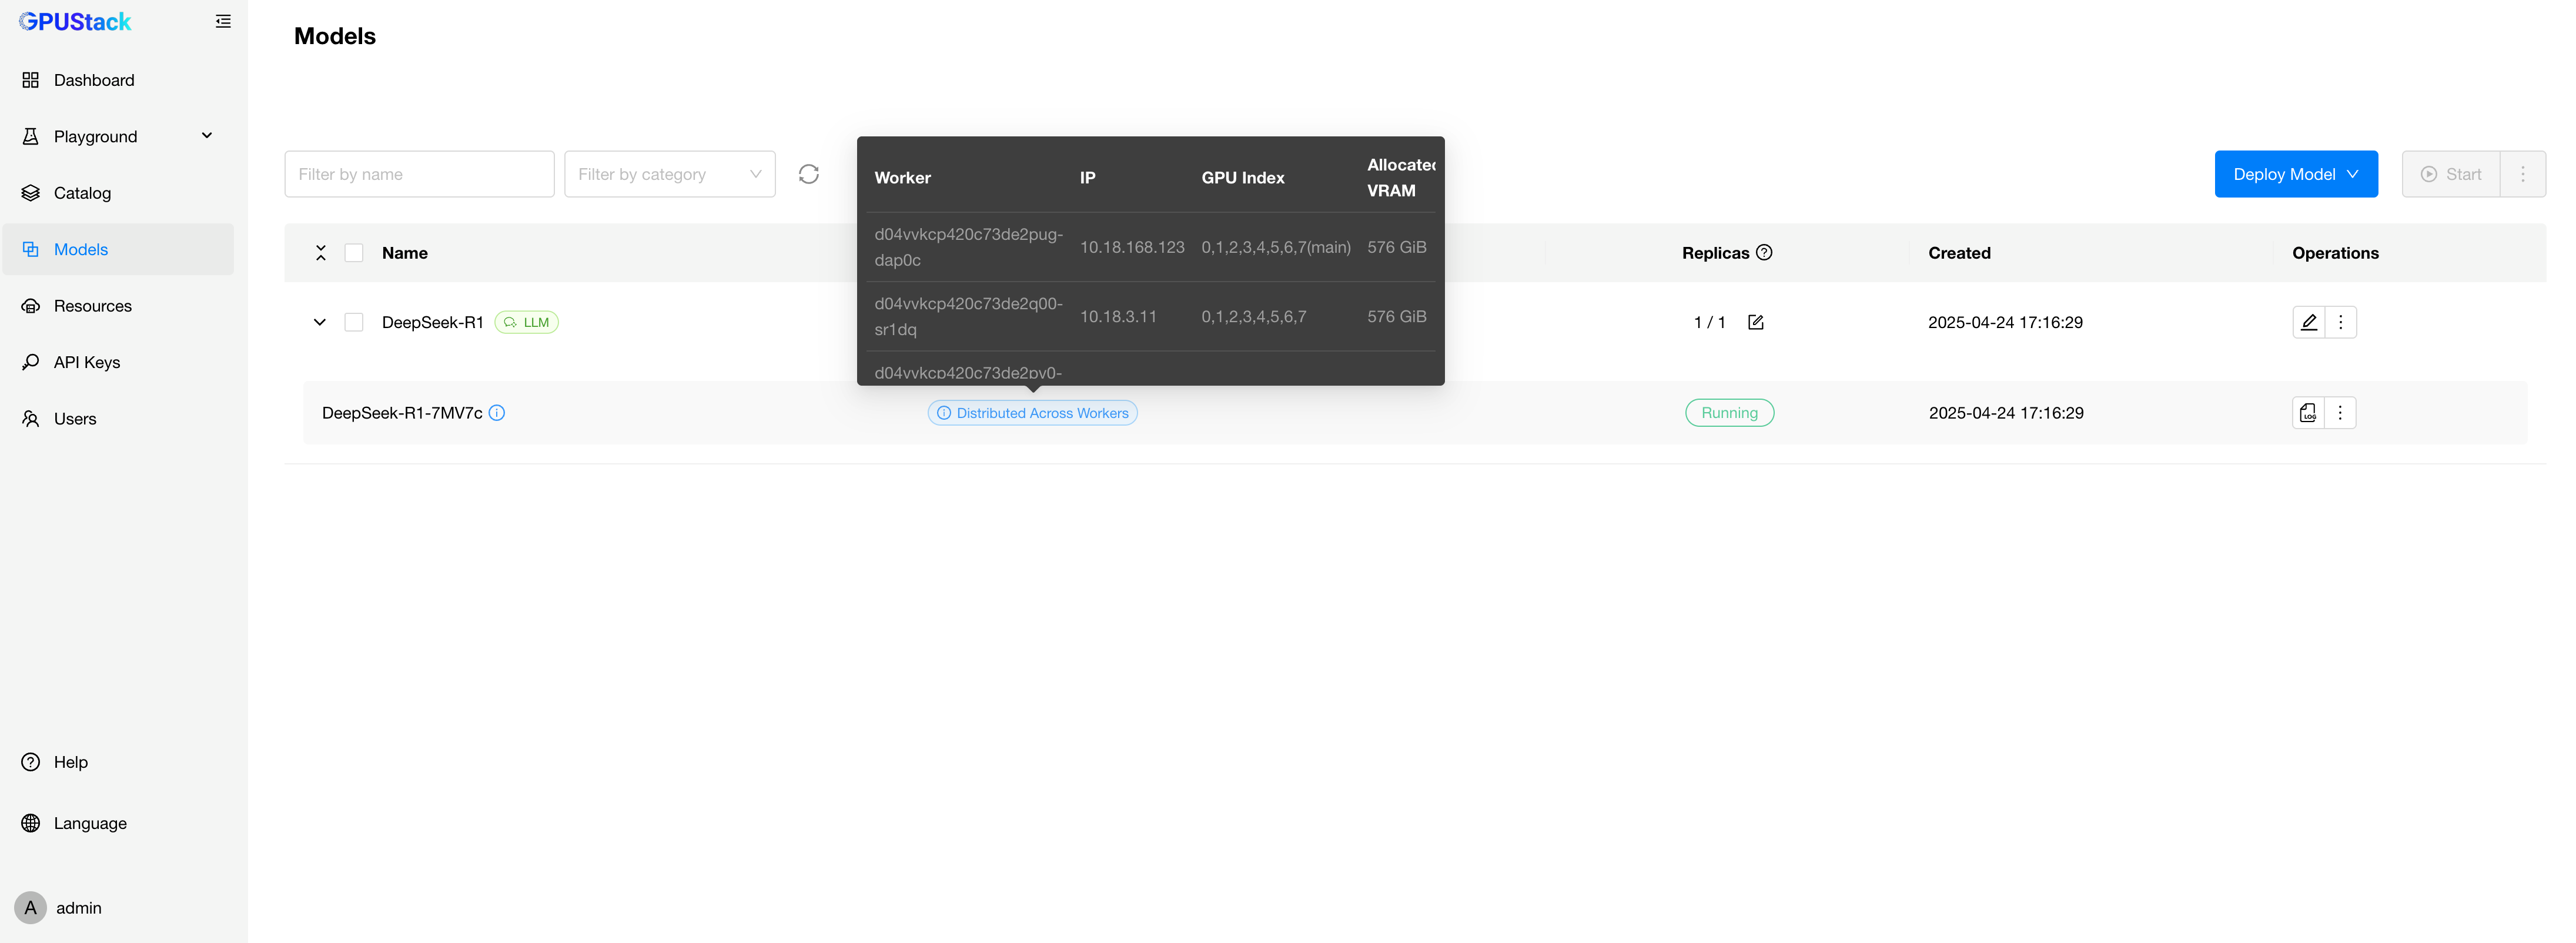 GPUStack
Dashboard
Playground
Catalog
Models
Resources
API Keys
Users
Help
Language
A admin
Models
Filter by name
Filter by category
Deploy Model
Start
Name
Replicas
Created
Operations
DeepSeek-R1 LLM
1 / 1
2025-04-24 17:16:29
DeepSeek-R1-7MV7c
Distributed Across Workers
Running
2025-04-24 17:16:29
LOG
Worker
IP
GPU Index
Allocated
VRAM
d04vvkcp420c73de2pug-
dap0c
10.18.168.123
0,1,2,3,4,5,6,7(main)
576 GiB
d04vvkcp420c73de2q00-
sr1dq
10.18.3.11
0,1,2,3,4,5,6,7
576 GiB
d04vvkcp420c73de2pv0-